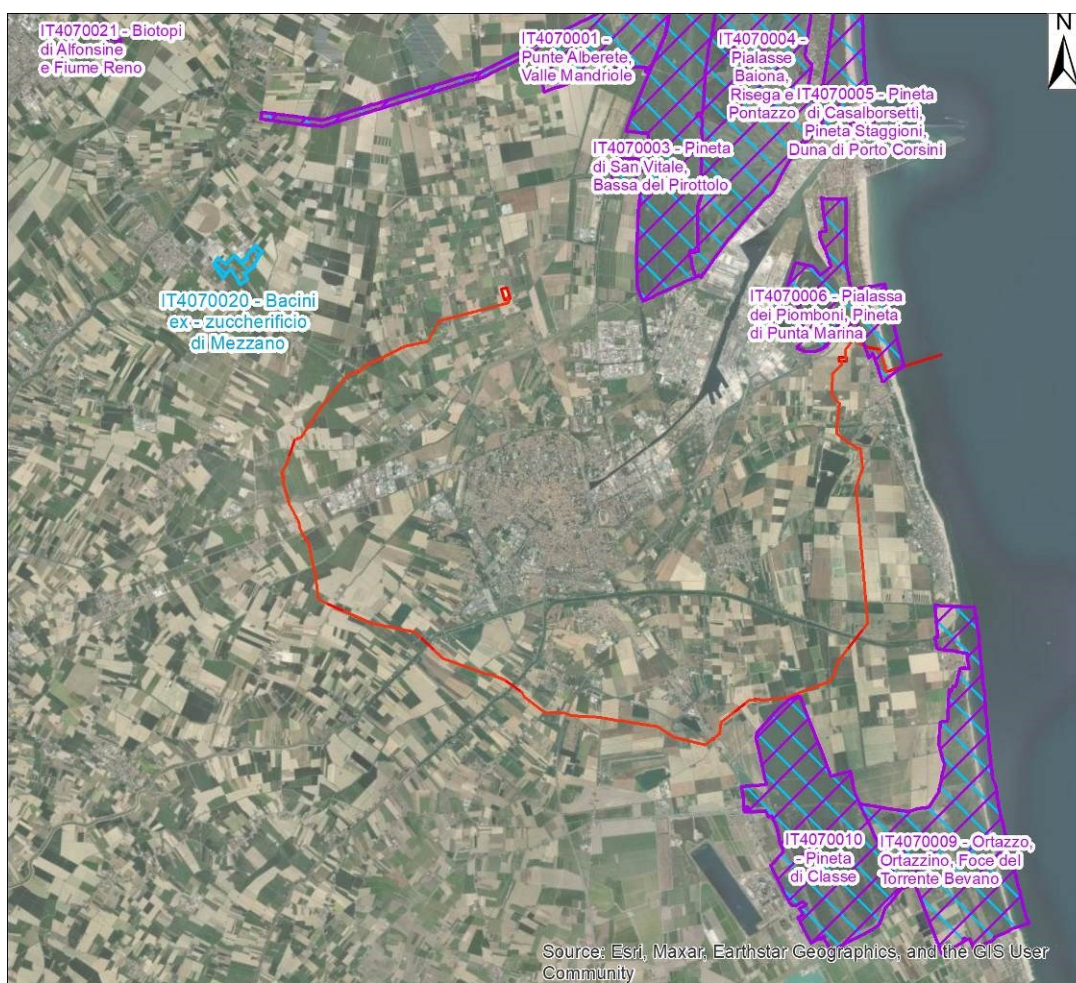 IT4070021 - Biotopi
di Alfonsine
e Fiume Reno
IT4070001 -
Punte Alberete,
Valle Mandriole
IT4070004 -
Pialasse
Baiona,
Risega e
Pontazzo
IT4070005 - Pineta
di Casalborsetti,
Pineta Staggioni,
Duna di Porto Corsini
N
IT4070003 - Pineta
di San Vitale,
Bassa del Pirottolo
IT4070020 - Bacini
ex - zuccherificio
di Mezzano
IT4070006 - Pialassa
dei Piomboni, Pineta
di Punta Marina
IT4070010
- Pineta
di Classe
IT4070009 - Ortazzo,
Ortazzino, Foce del
Torrente Bevano
Source: Esri, Maxar, Earthstar Geographics, and the GIS User
Community